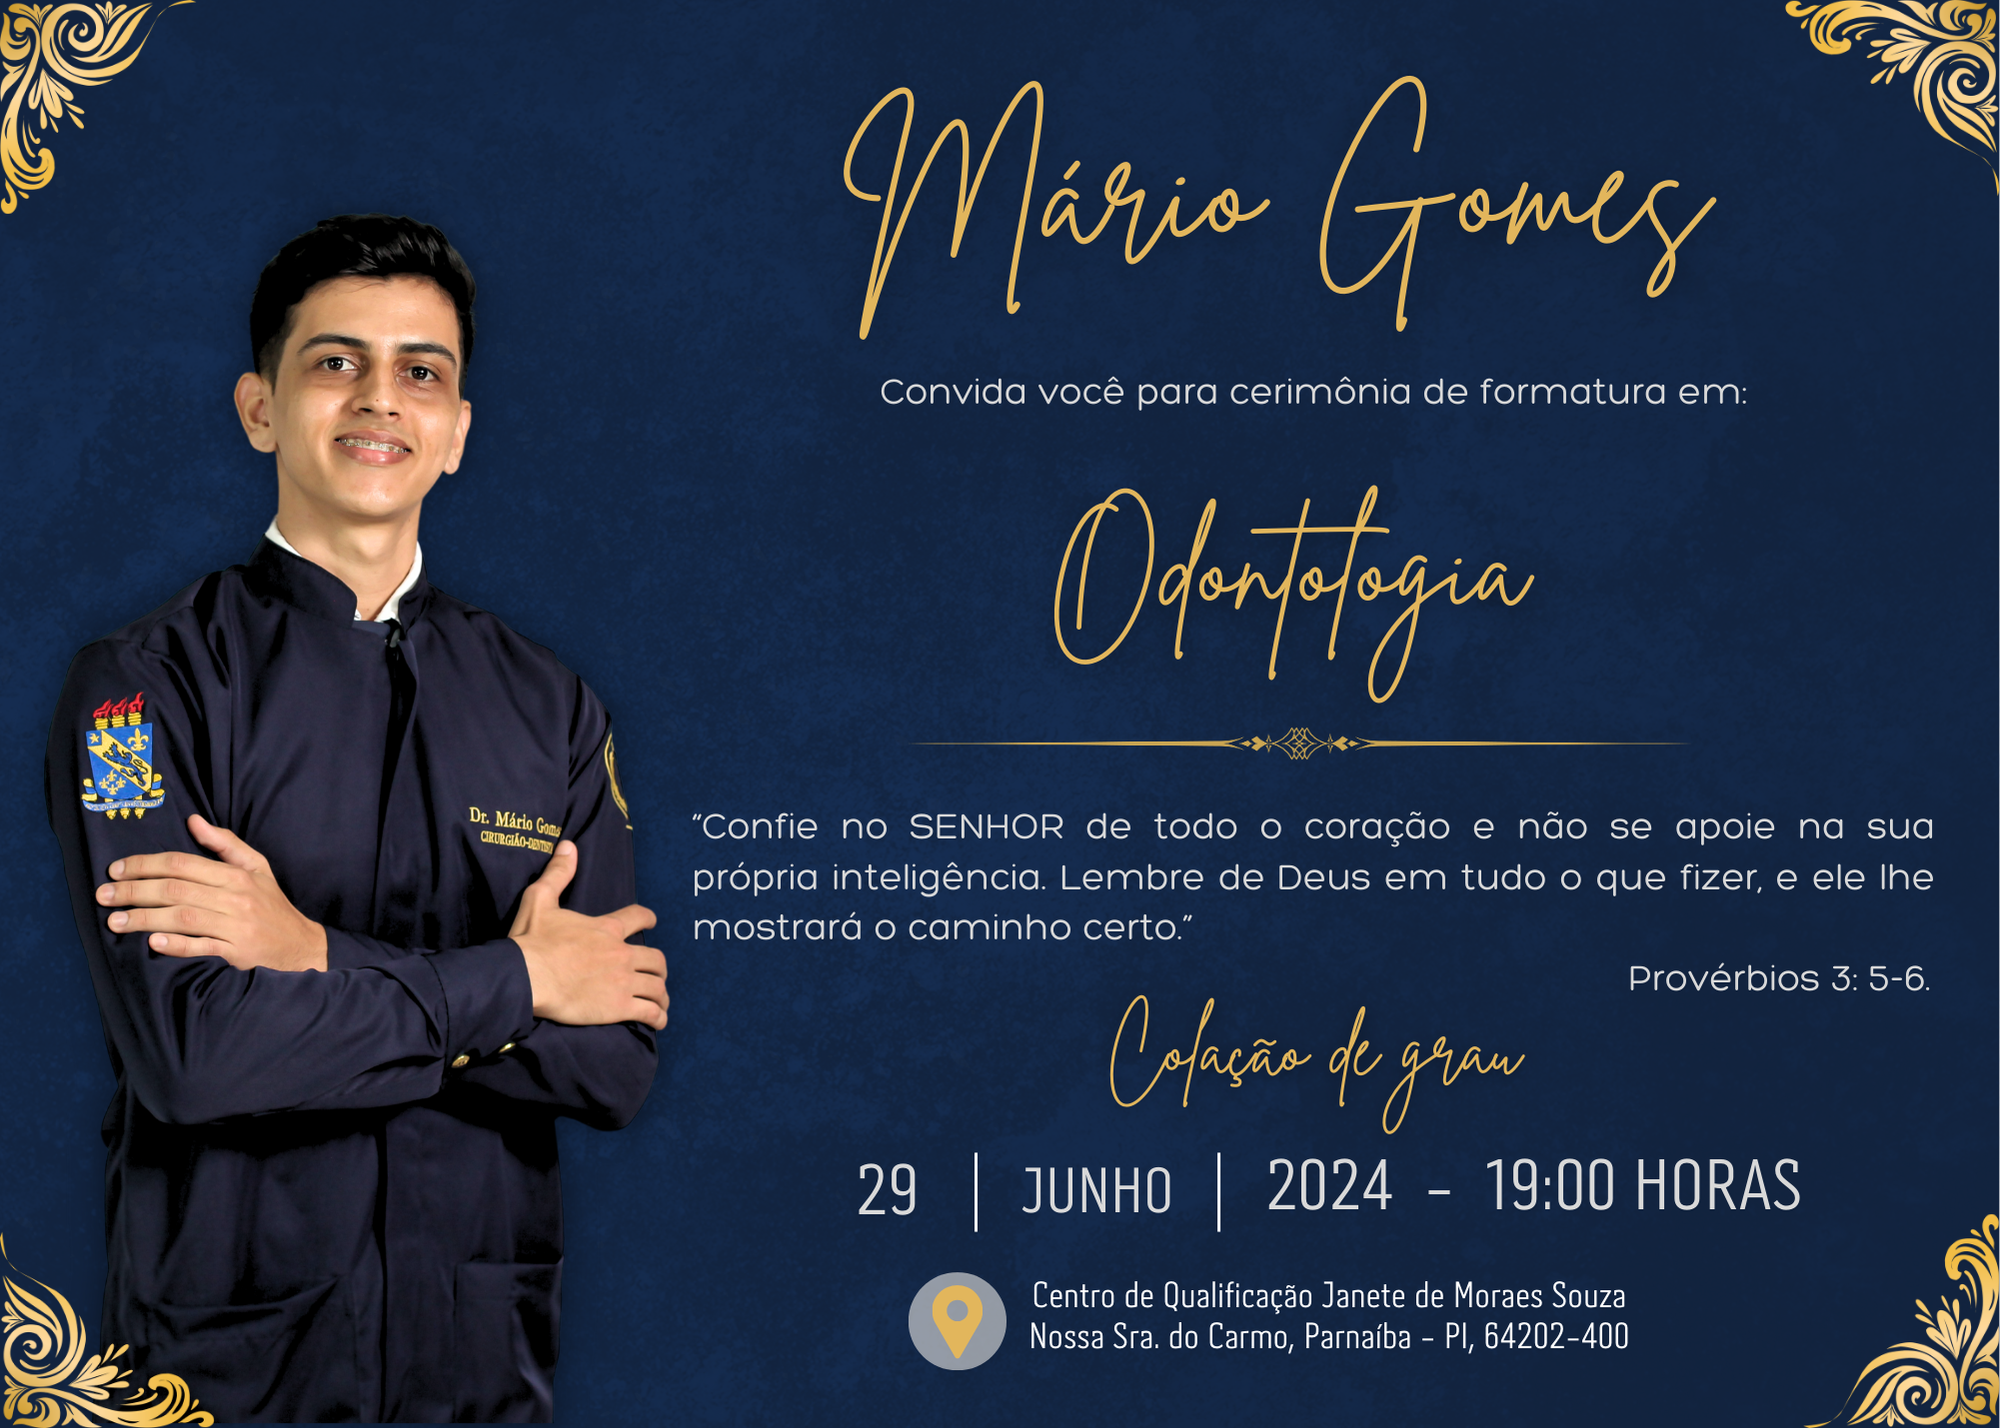 Mário Gomes
Convida você para cerimônia de formatura em:
Odontologia
Dr. Mário Gomes
CIRURGIÃO-DENTISTA
“Confie no SENHOR de todo o coração e não se apoie na sua
própria inteligência. Lembre de Deus em tudo o que fizer, e ele lhe
mostrará o caminho certo.”
Provérbios 3: 5-6.
Colação de grau
29 | JUNHO | 2024 - 19:00 HORAS
Centro de Qualificação Janete de Moraes Souza
Nossa Sra. do Carmo, Parnaíba - PI, 64202-400